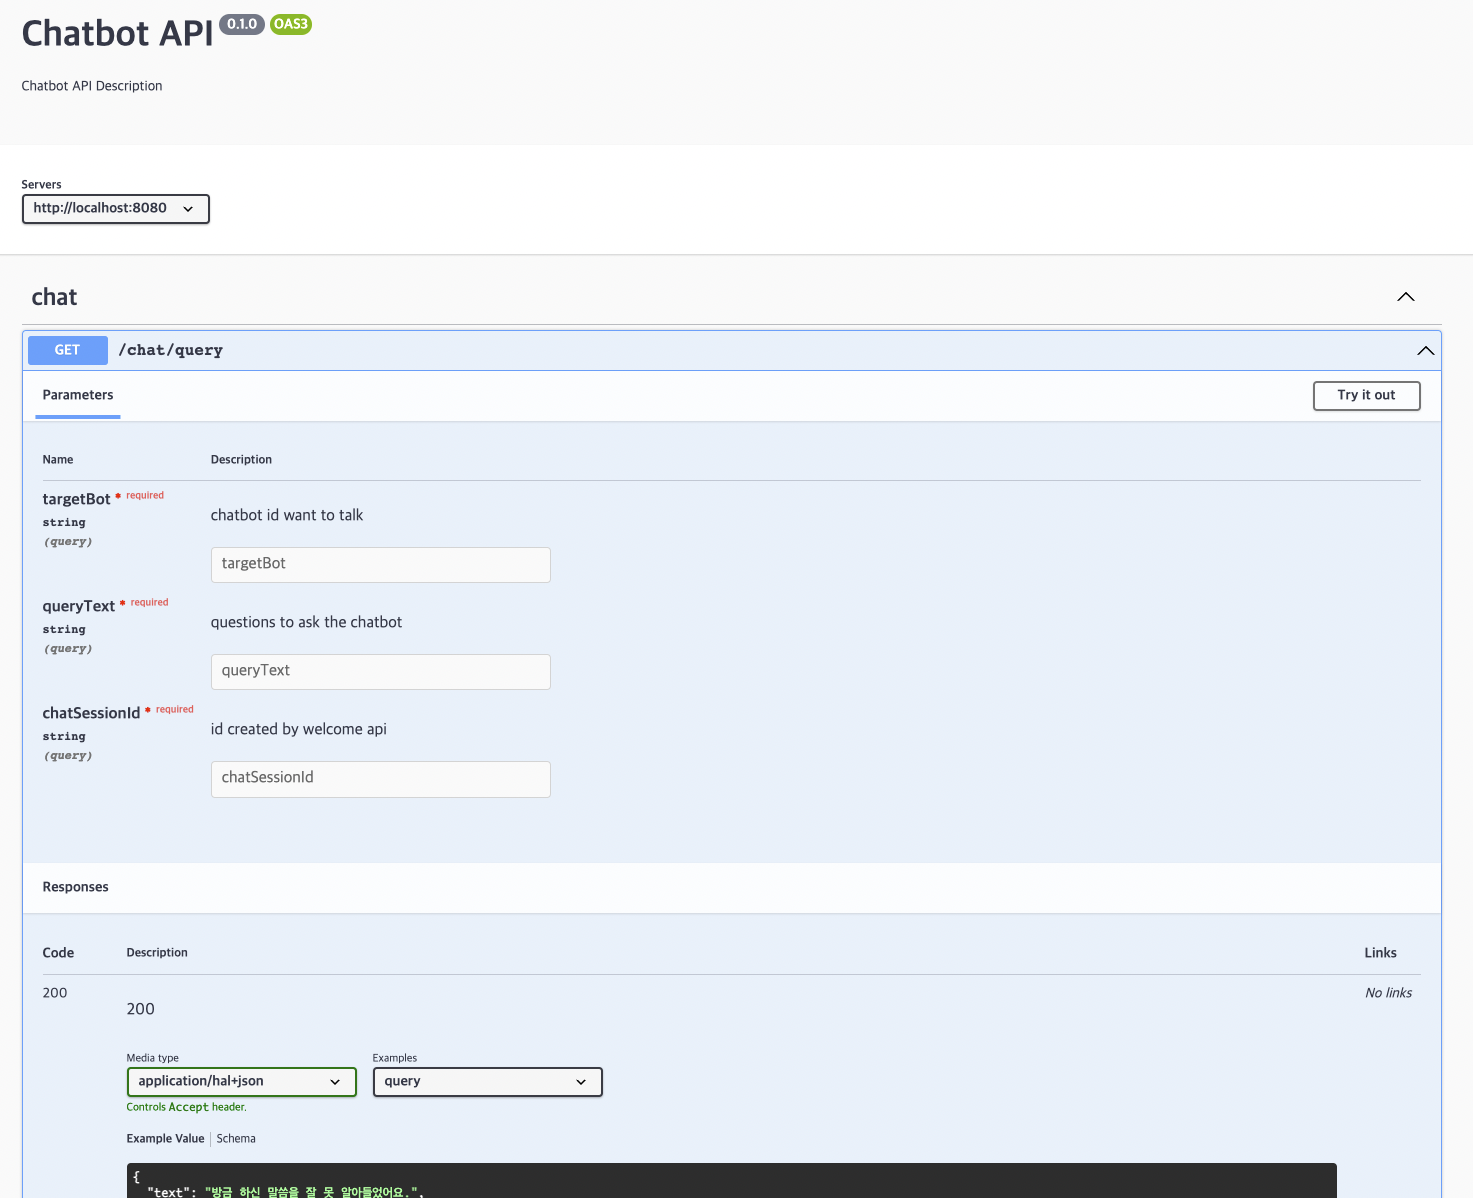 Chatbot API 0.1.0 OAS3
Chatbot API Description
Servers
http://localhost:8080
chat
GET /chat/query
Parameters
Try it out
Name Description
targetBot * required
string
(query)
chatbot id want to talk
targetBot
queryText * required
string
(query)
questions to ask the chatbot
queryText
chatSessionId * required
string
(query)
id created by welcome api
chatSessionId
Responses
Code Description Links
200
200
No links
Media type
application/hal+json
Controls Accept header.
Examples
query
Example Value Schema
{
"text": "방금 하신 말씀을 잘 못 알아들었어요.",